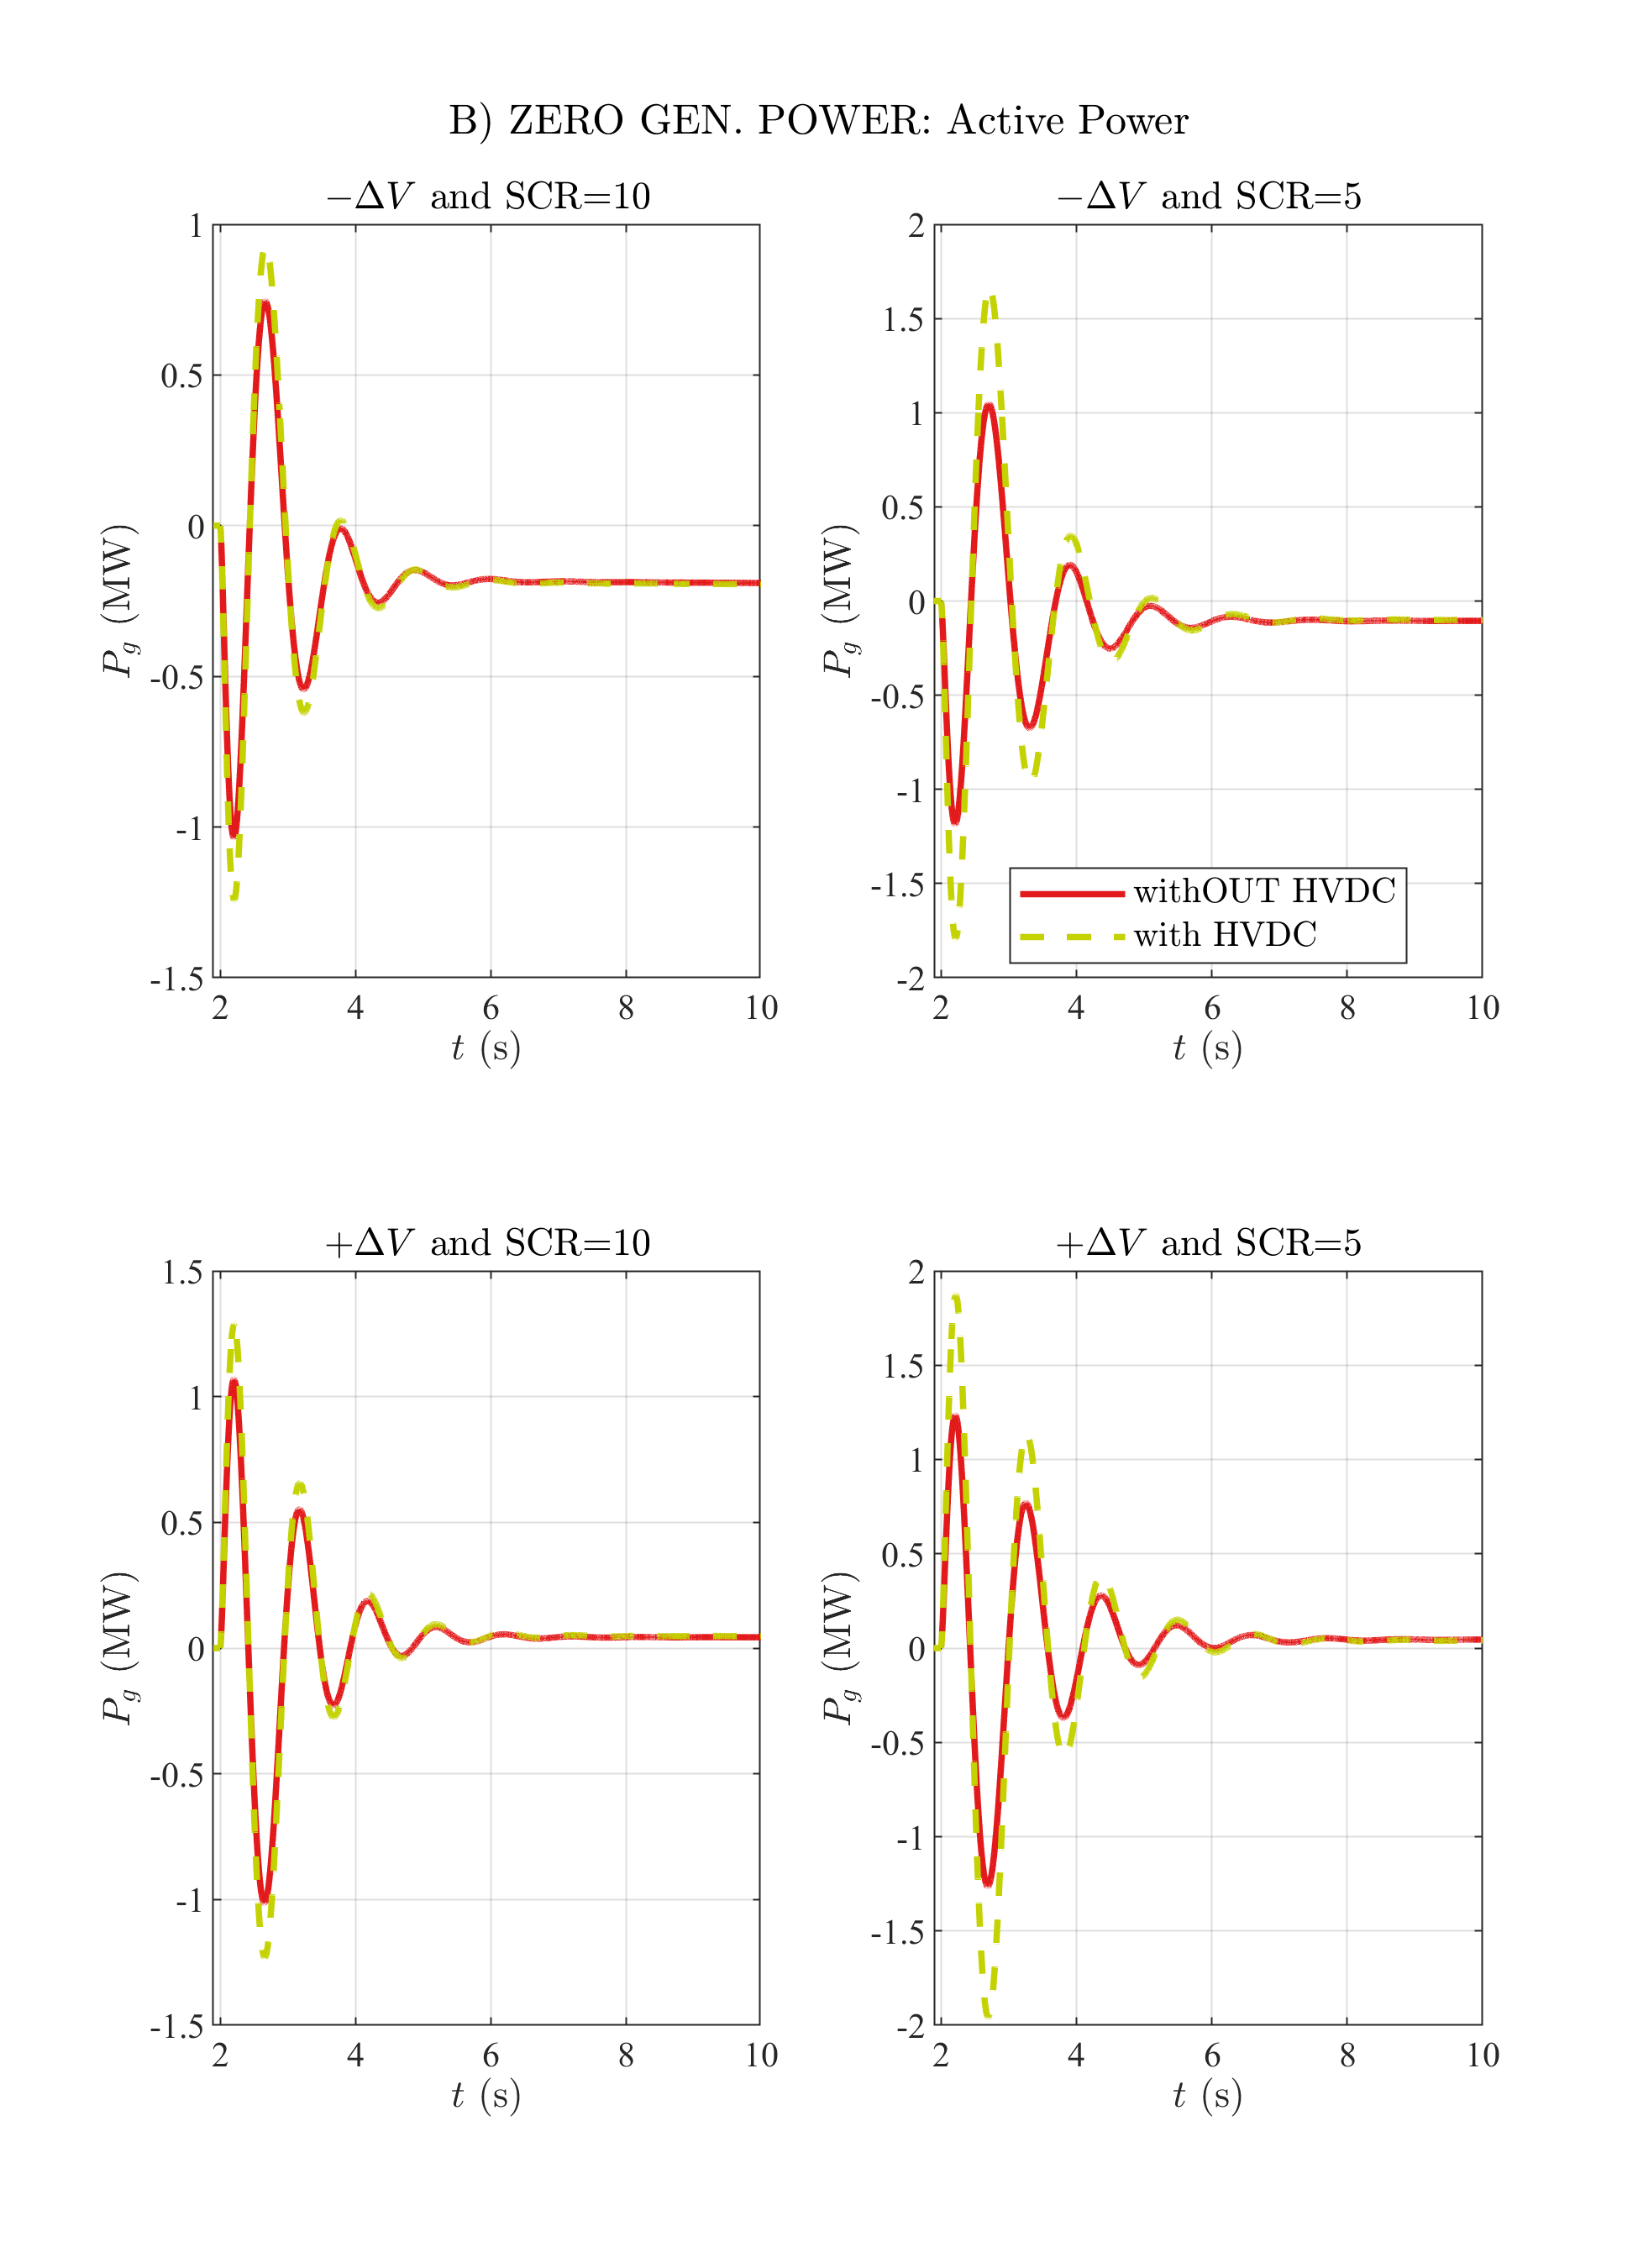 B) ZERO GEN. POWER: Active Power
−ΔV and SCR=10
1
0.5
0
-0.5
-1
-1.5
P_g (MW)
2 4 6 8 10
t (s)
−ΔV and SCR=5
2
1.5
1
0.5
0
-0.5
-1
-1.5
-2
P_g (MW)
withOUT HVDC
with HVDC
2 4 6 8 10
t (s)
+ΔV and SCR=10
1.5
1
0.5
0
-0.5
-1
-1.5
P_g (MW)
2 4 6 8 10
t (s)
+ΔV and SCR=5
2
1.5
1
0.5
0
-0.5
-1
-1.5
-2
P_g (MW)
2 4 6 8 10
t (s)